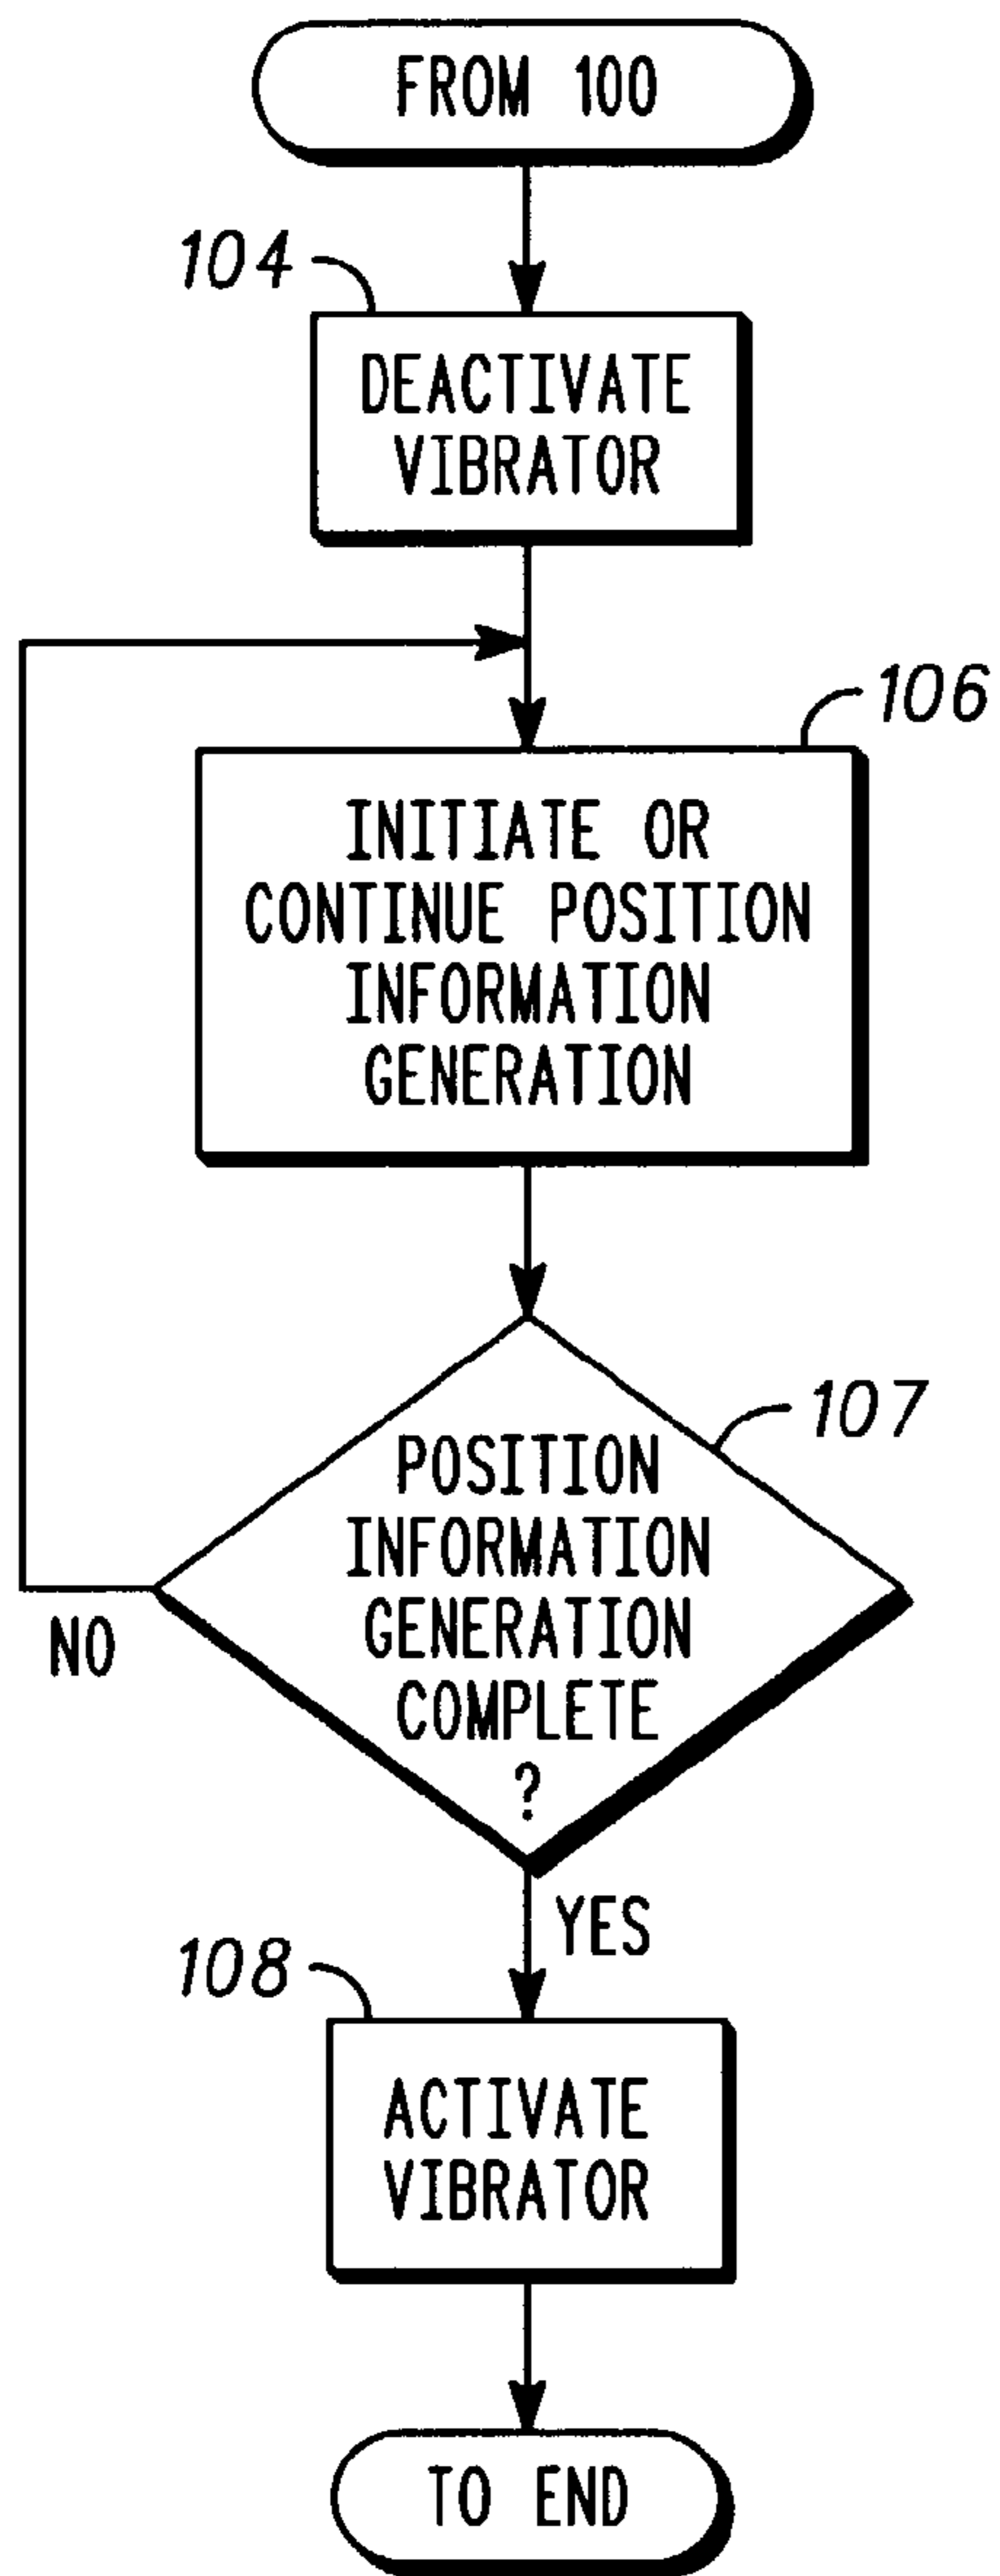 FROM 100
104
DEACTIVATE
VIBRATOR
106
INITIATE OR
CONTINUE POSITION
INFORMATION
GENERATION
107
POSITION
INFORMATION
GENERATION
COMPLETE
?
NO
YES
108
ACTIVATE
VIBRATOR
TO END